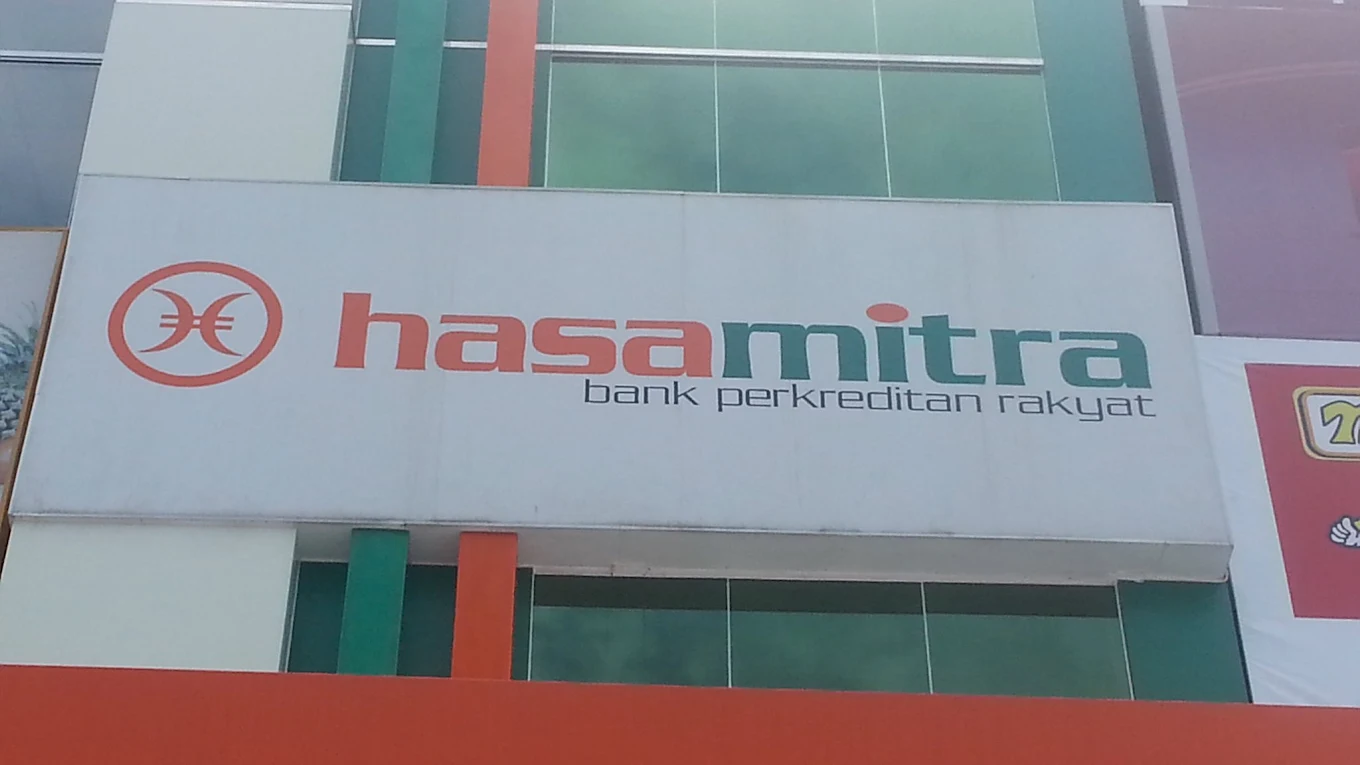 hasamitra
bank perkreditan rakyat